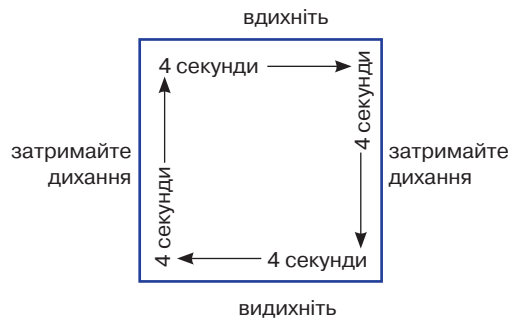 вдихніть
4 секунди
4 секунди
затримайте
дихання
затримайте
дихання
4 секунди
4 секунди
видихніть